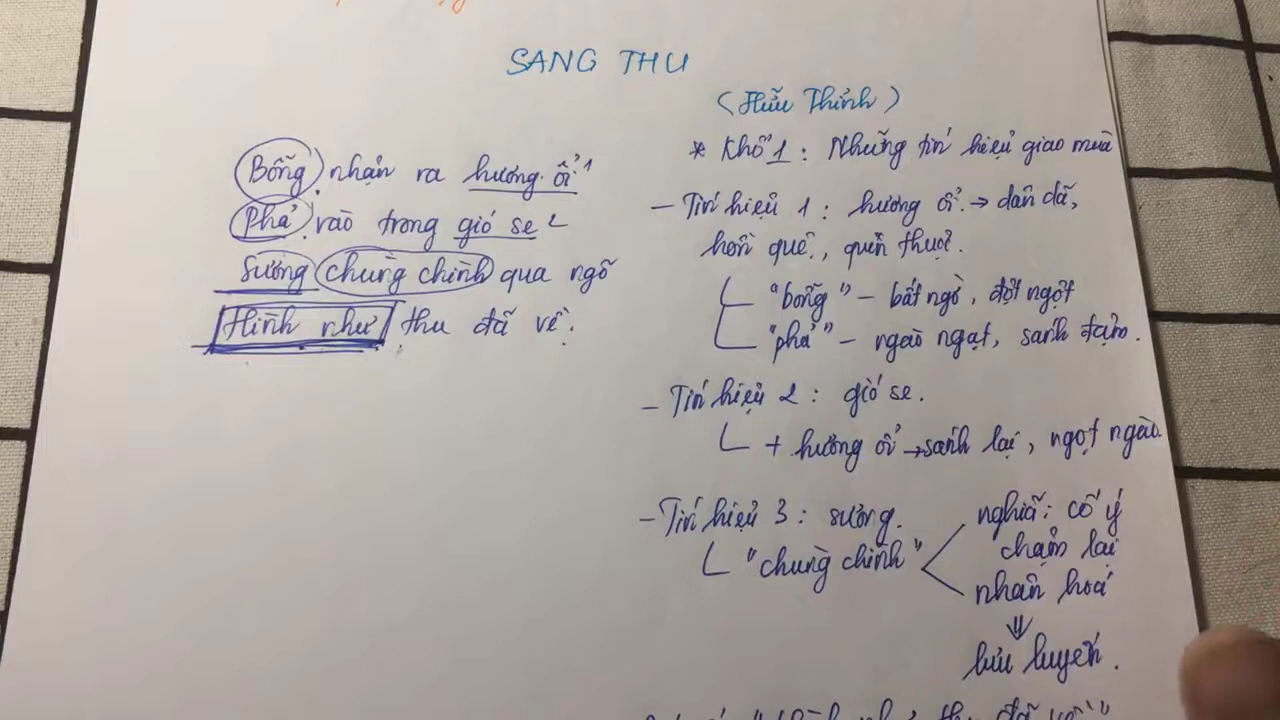 SANG THU
(Hữu Thỉnh)
Bỗng nhận ra hương ổi 1
Phả vào trong gió se 2
Sương chùng chình qua ngõ
Hình như thu đã về.
* Khổ 1 : Những tín hiệu giao mùa
- Tín hiệu 1 : hương ổi → dân dã,
hồn quê, quen thuộc.
"bỗng" - bất ngờ, đột ngột
"phả" - ngào ngạt, sánh đậm.
- Tín hiệu 2 : gió se.
+ hương ổi → sánh lại, ngọt ngào.
- Tín hiệu 3 : sương.
"chùng chình"
nghĩa: cố ý
chậm lại
nhân hoá
⇓
lưu luyến.
thu đã về"